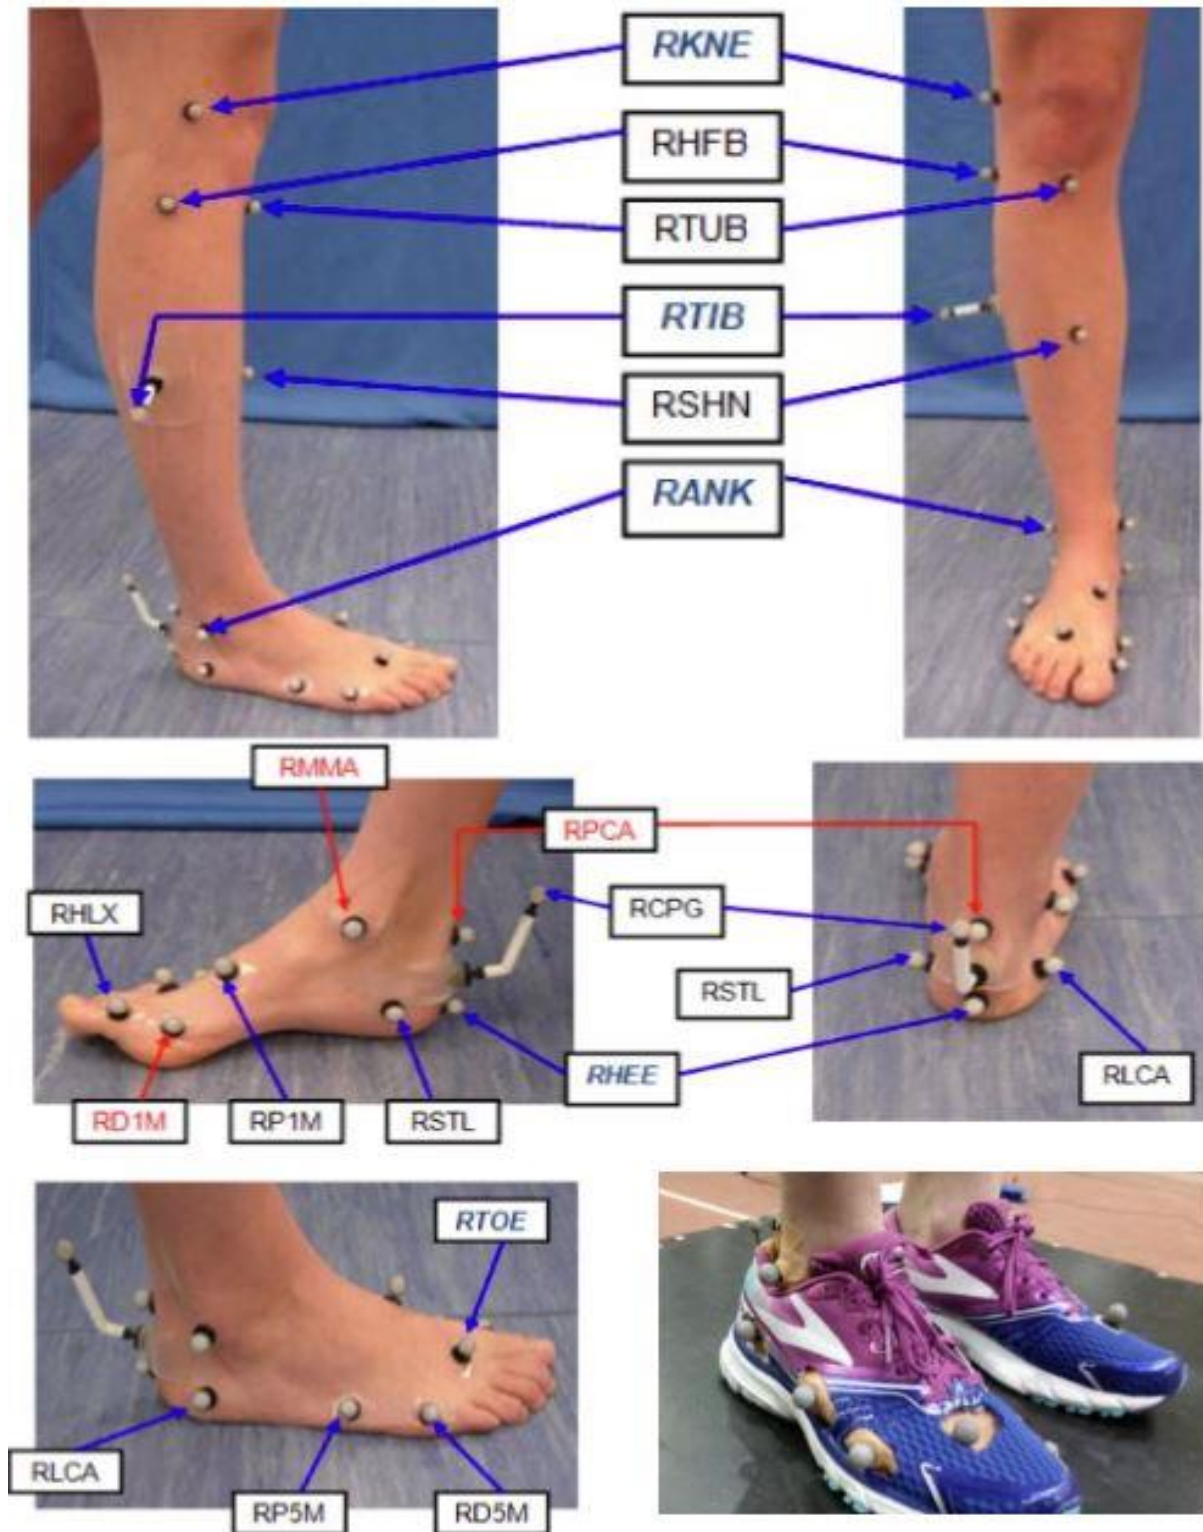 RKNE
RHFB
RTUB
RTIB
RSHN
RANK
RMMA
RPCA
RHLX
RCPG
RSTL
RHEE
RLCA
RD1M
RP1M
RSTL
RTOE
RLCA
RP5M
RD5M